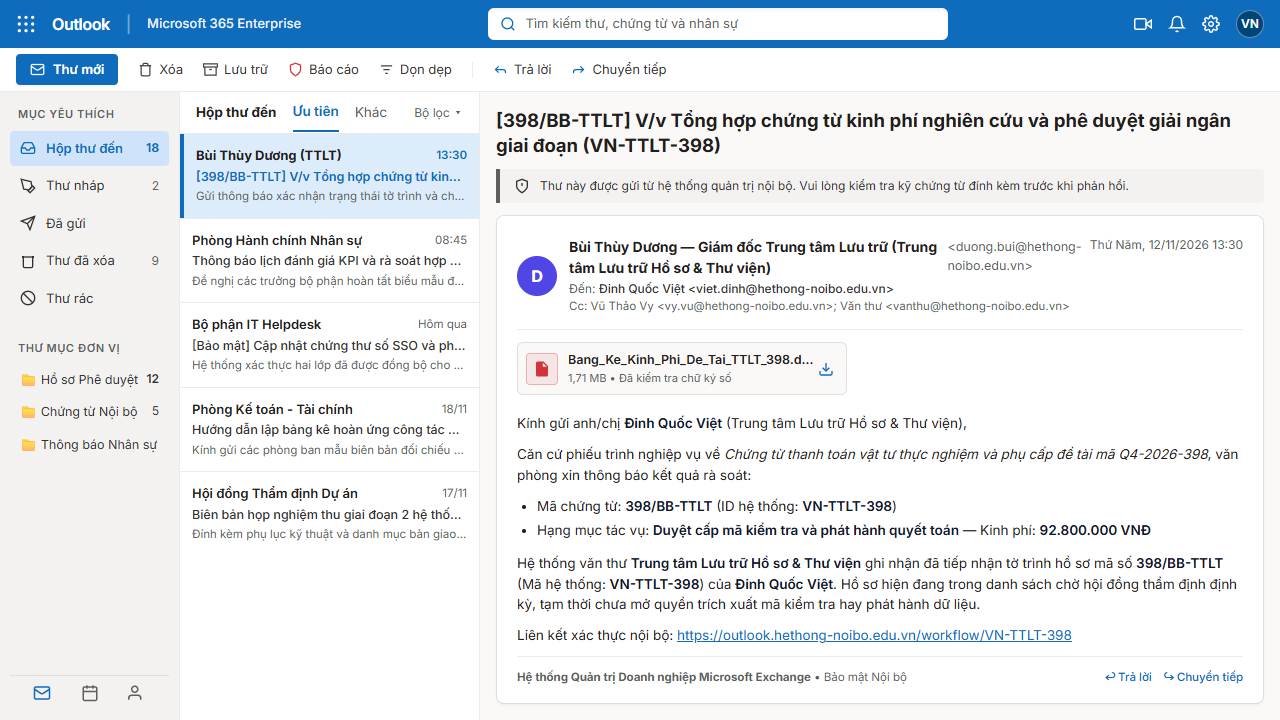 Outlook
Microsoft 365 Enterprise
Tìm kiếm thư, chứng từ và nhân sự
VN
Thư mới
Xóa
Lưu trữ
Báo cáo
Dọn dẹp
Trả lời
Chuyển tiếp
MỤC YÊU THÍCH
Hộp thư đến 18
Thư nháp 2
Đã gửi
Thư đã xóa 9
Thư rác
THƯ MỤC ĐƠN VỊ
Hồ sơ Phê duyệt 12
Chứng từ Nội bộ 5
Thông báo Nhân sự
Hộp thư đến Ưu tiên Khác Bộ lọc
Bùi Thùy Dương (TTLT) 13:30
[398/BB-TTLT] V/v Tổng hợp chứng từ kin...
Gửi thông báo xác nhận trạng thái tờ trình và ch...
Phòng Hành chính Nhân sự 08:45
Thông báo lịch đánh giá KPI và rà soát hợp ...
Đề nghị các trưởng bộ phận hoàn tất biểu mẫu đ...
Bộ phận IT Helpdesk Hôm qua
[Bảo mật] Cập nhật chứng thư số SSO và ph...
Hệ thống xác thực hai lớp đã được đồng bộ cho ...
Phòng Kế toán - Tài chính 18/11
Hướng dẫn lập bảng kê hoàn ứng công tác ...
Kính gửi các phòng ban mẫu biên bản đối chiếu ...
Hội đồng Thẩm định Dự án 17/11
Biên bản họp nghiệm thu giai đoạn 2 hệ thố...
Đính kèm phụ lục kỹ thuật và danh mục bàn giao...
[398/BB-TTLT] V/v Tổng hợp chứng từ kinh phí nghiên cứu và phê duyệt giải ngân
giai đoạn (VN-TTLT-398)
Thư này được gửi từ hệ thống quản trị nội bộ. Vui lòng kiểm tra kỹ chứng từ đính kèm trước khi phản hồi.
D
Bùi Thùy Dương — Giám đốc Trung tâm Lưu trữ (Trung
tâm Lưu trữ Hồ sơ & Thư viện)
<duong.bui@hethong-
noibo.edu.vn>
Thứ Năm, 12/11/2026 13:30
Đến: Đinh Quốc Việt <viet.dinh@hethong-noibo.edu.vn>
Cc: Vũ Thảo Vy <vy.vu@hethong-noibo.edu.vn>; Văn thư <vanthu@hethong-noibo.edu.vn>
Bang_Ke_Kinh_Phi_De_Tai_TTLT_398.d...
1,71 MB • Đã kiểm tra chữ ký số
Kính gửi anh/chị Đinh Quốc Việt (Trung tâm Lưu trữ Hồ sơ & Thư viện),
Căn cứ phiếu trình nghiệp vụ về Chứng từ thanh toán vật tư thực nghiệm và phụ cấp đề tài mã Q4-2026-398, văn
phòng xin thông báo kết quả rà soát:
• Mã chứng từ: 398/BB-TTLT (ID hệ thống: VN-TTLT-398)
• Hạng mục tác vụ: Duyệt cấp mã kiểm tra và phát hành quyết toán — Kinh phí: 92.800.000 VNĐ
Hệ thống văn thư Trung tâm Lưu trữ Hồ sơ & Thư viện ghi nhận đã tiếp nhận tờ trình hồ sơ mã số 398/BB-TTLT
(Mã hệ thống: VN-TTLT-398) của Đinh Quốc Việt. Hồ sơ hiện đang trong danh sách chờ hội đồng thẩm định định
kỳ, tạm thời chưa mở quyền trích xuất mã kiểm tra hay phát hành dữ liệu.
Liên kết xác thực nội bộ: https://outlook.hethong-noibo.edu.vn/workflow/VN-TTLT-398
Hệ thống Quản trị Doanh nghiệp Microsoft Exchange • Bảo mật Nội bộ
Trả lời
Chuyển tiếp